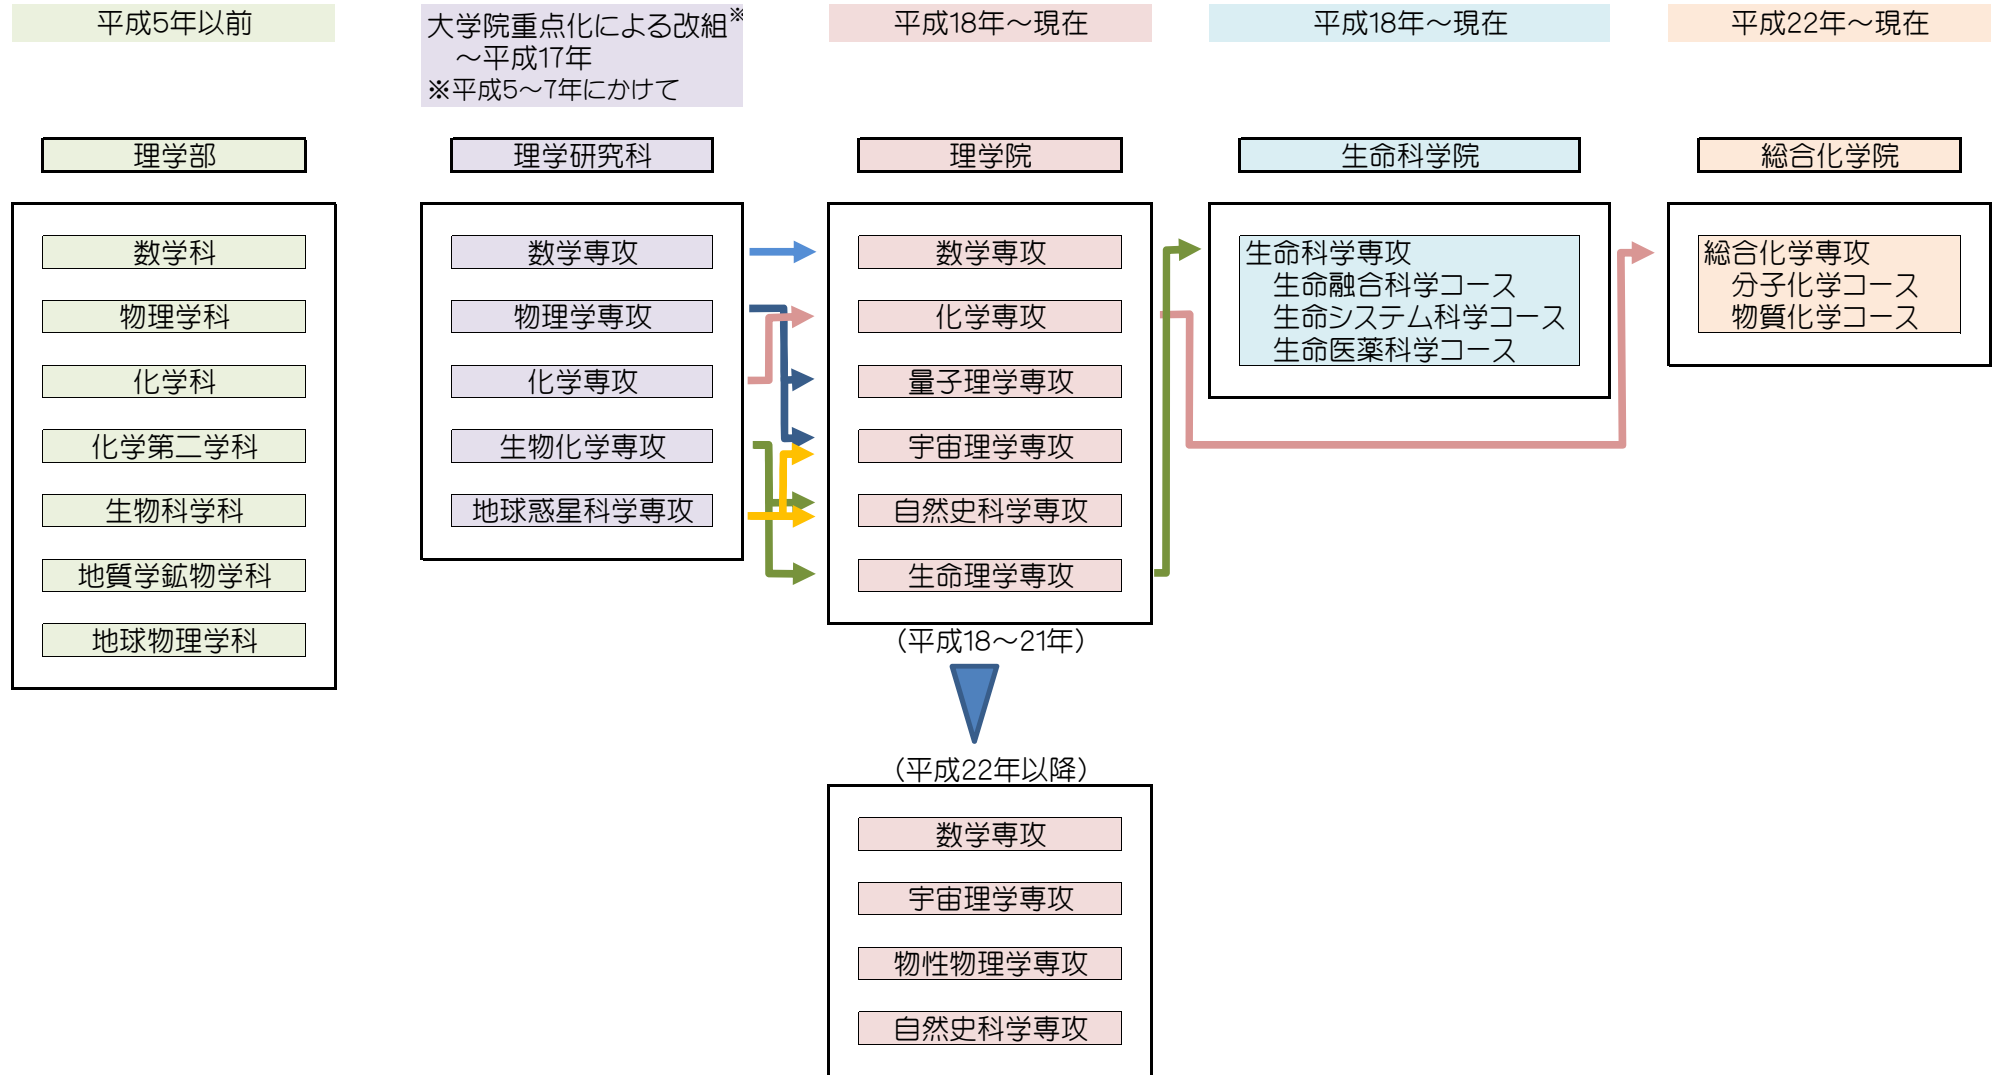 平成5年以前
大学院重点化による改組※
～平成17年
※平成5～7年にかけて
平成18年～現在
平成18年～現在
平成22年～現在
理学部
理学研究科
理学院
生命科学院
総合化学院
数学科
物理学科
化学科
化学第二学科
生物科学科
地質学鉱物学科
地球物理学科
数学専攻
物理学専攻
化学専攻
生物化学専攻
地球惑星科学専攻
数学専攻
化学専攻
量子理学専攻
宇宙理学専攻
自然史科学専攻
生命理学専攻
（平成18～21年）
（平成22年以降）
数学専攻
宇宙理学専攻
物性物理学専攻
自然史科学専攻
生命科学専攻
生命融合科学コース
生命システム科学コース
生命医薬科学コース
総合化学専攻
分子化学コース
物質化学コース